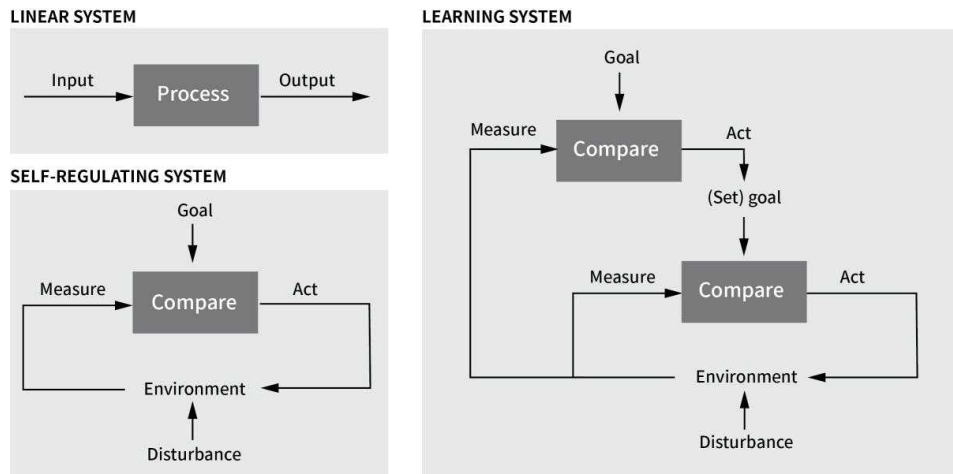 LINEAR SYSTEM
Input
Process
Output
SELF-REGULATING SYSTEM
Goal
Measure
Compare
Act
Environment
Disturbance
LEARNING SYSTEM
Goal
Measure
Compare
Act
(Set) goal
Measure
Compare
Act
Environment
Disturbance